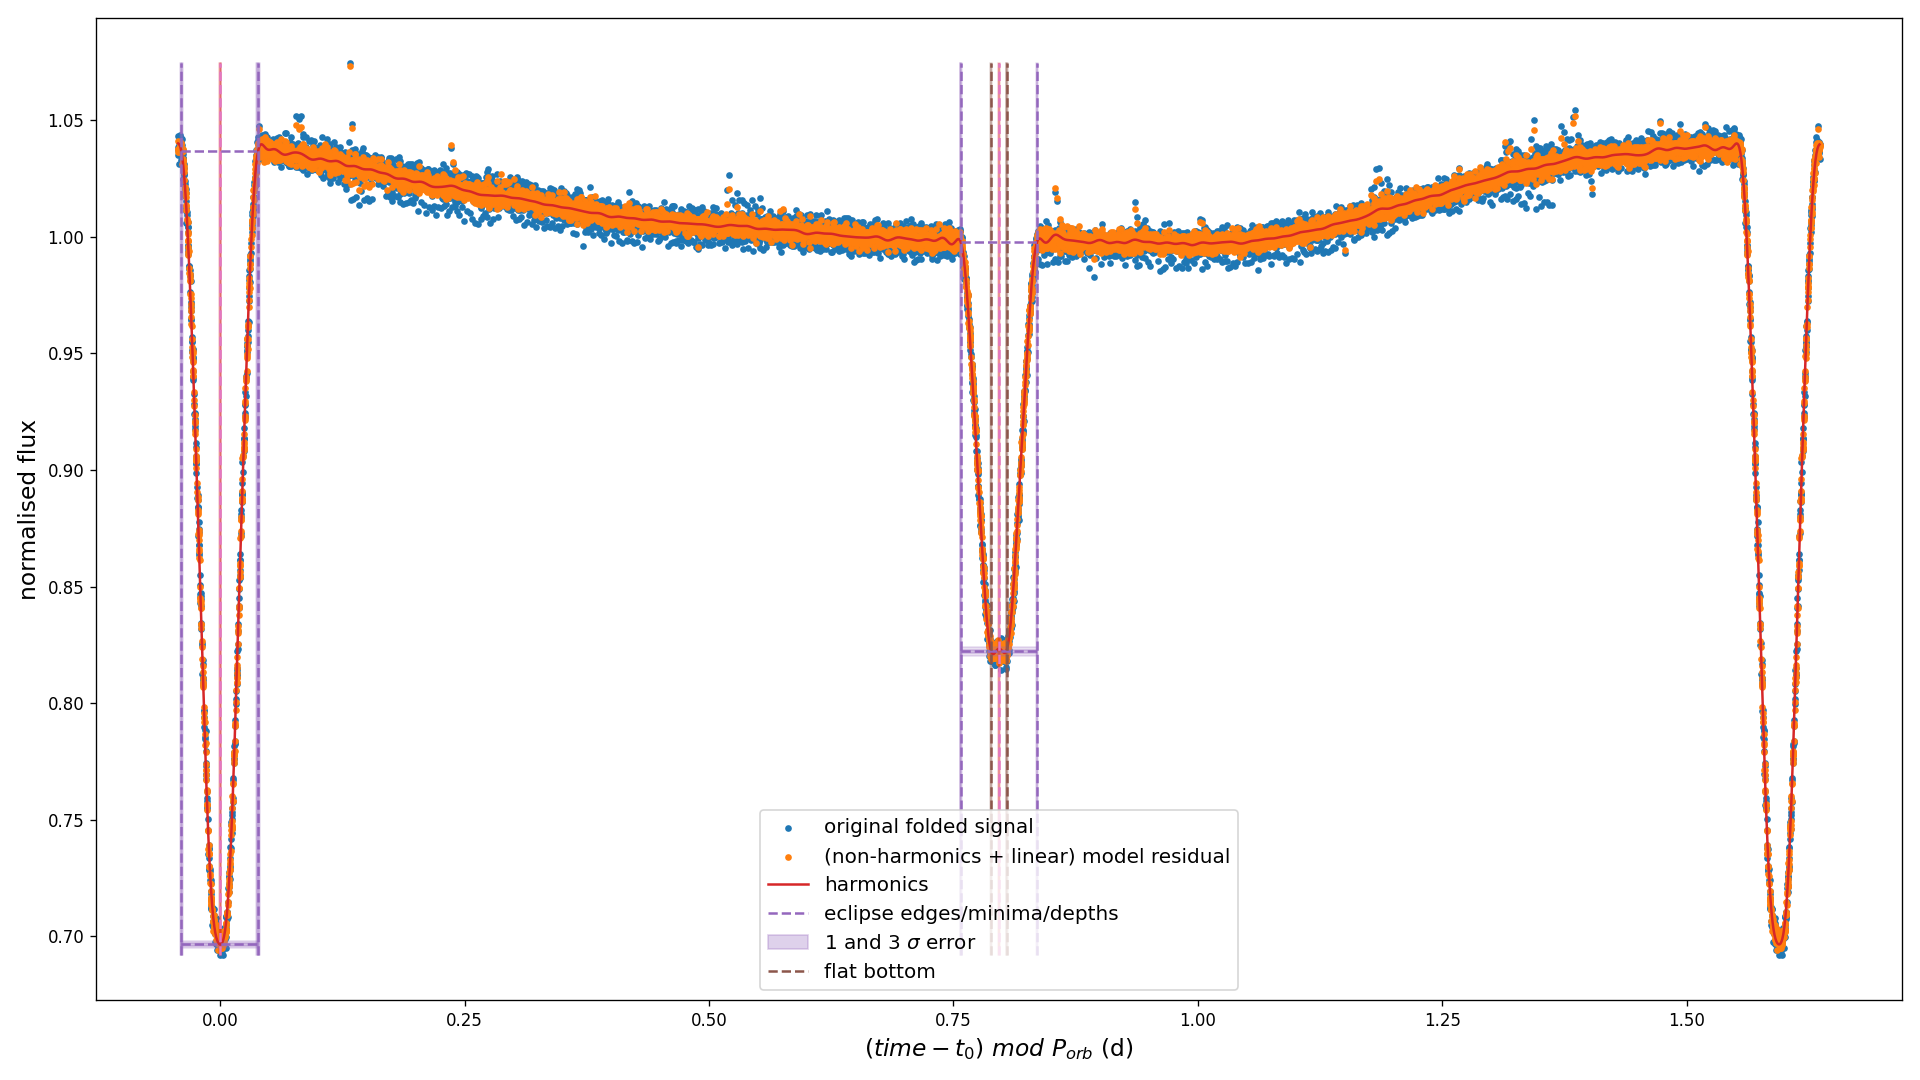 normalised flux
1.05
1.00
0.95
0.90
0.85
0.80
0.75
0.70
original folded signal
(non-harmonics + linear) model residual
harmonics
eclipse edges/minima/depths
1 and 3 σ error
flat bottom
0.00 0.25 0.50 0.75 1.00 1.25 1.50
(time − t₀) mod P_orb (d)